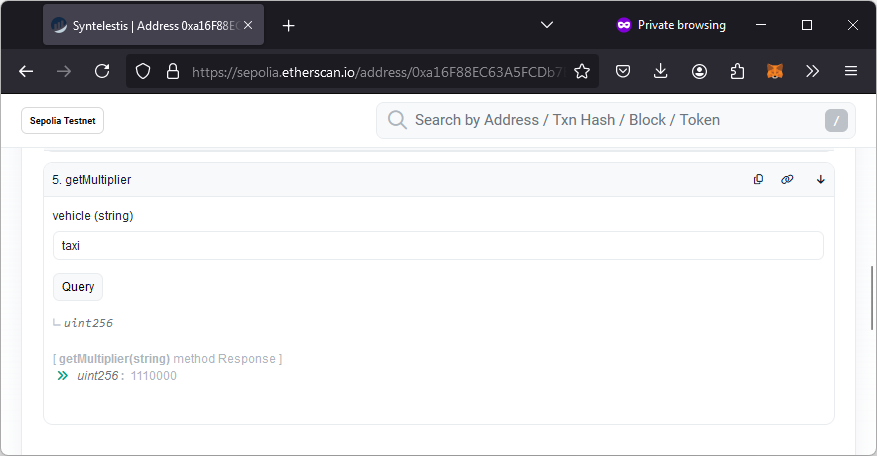 Syntelestis | Address 0xa16F88EC
Private browsing
https://sepolia.etherscan.io/address/0xa16F88EC63A5FCDb7
Sepolia Testnet
Search by Address / Txn Hash / Block / Token
/
5. getMultiplier
vehicle (string)
taxi
Query
uint256
[ getMultiplier(string) method Response ]
uint256 : 1110000